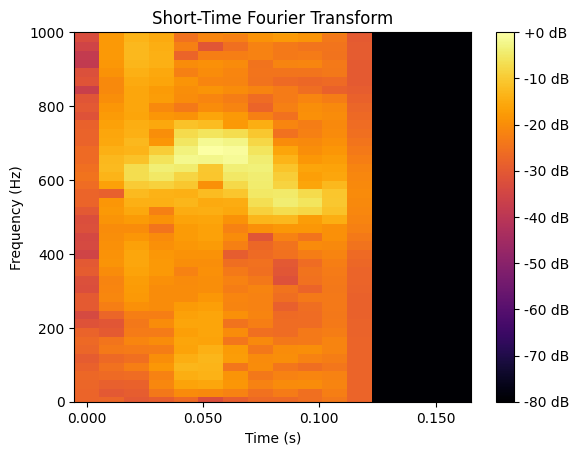 Short-Time Fourier Transform
Frequency (Hz)
1000
800
600
400
200
0
0.000 0.050 0.100 0.150
Time (s)
+0 dB
-10 dB
-20 dB
-30 dB
-40 dB
-50 dB
-60 dB
-70 dB
-80 dB